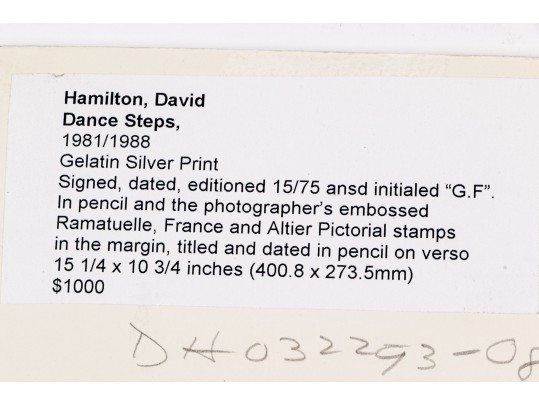 Hamilton, David
Dance Steps,
1981/1988
Gelatin Silver Print
Signed, dated, editioned 15/75 ansd initialed “G.F”.
In pencil and the photographer’s embossed
Ramatuelle, France and Altier Pictorial stamps
in the margin, titled and dated in pencil on verso
15 1/4 x 10 3/4 inches (400.8 x 273.5mm)
$1000
DH032293-08